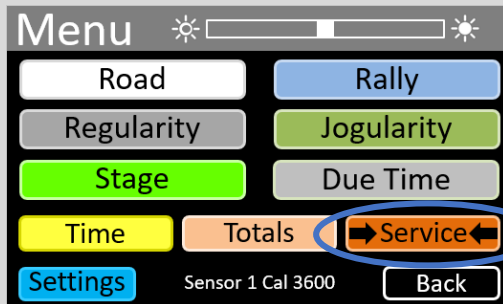 Menu
Road Rally
Regularity Jogularity
Stage Due Time
Time Totals Service
Settings Sensor 1 Cal 3600 Back